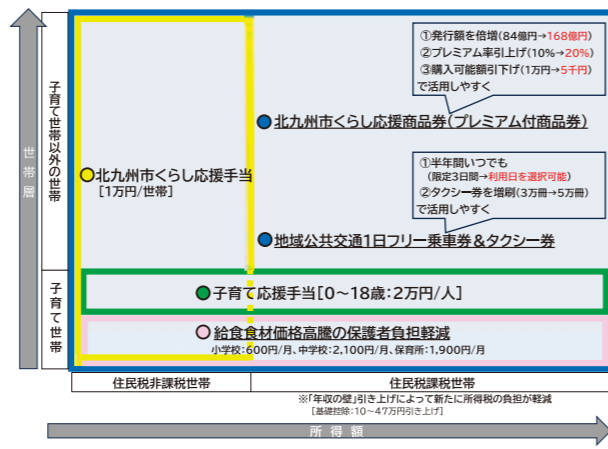 ①発行額を倍増(84億円→168億円)
②プレミアム率引上げ(10%→20%)
③購入可能額引下げ(1万円→5千円)
で活用しやすく
●北九州市くらし応援商品券(プレミアム付商品券)
世帯層
子育て世帯以外の世帯
○北九州市くらし応援手当
[1万円/世帯]
①半年間いつでも
(限定3日間→利用日を選択可能)
②タクシー券を増刷(3万冊→5万冊)
で活用しやすく
●地域公共交通1日フリー乗車券&タクシー券
子育て世帯
●子育て応援手当[0~18歳:2万円/人]
●給食食材価格高騰の保護者負担軽減
小学校:600円/月、中学校:2,100円/月、保育所:1,900円/月
住民税非課税世帯
住民税課税世帯
※「年収の壁」引き上げによって新たに所得税の負担が軽減
[基礎控除:10~47万円引き上げ]
所得額